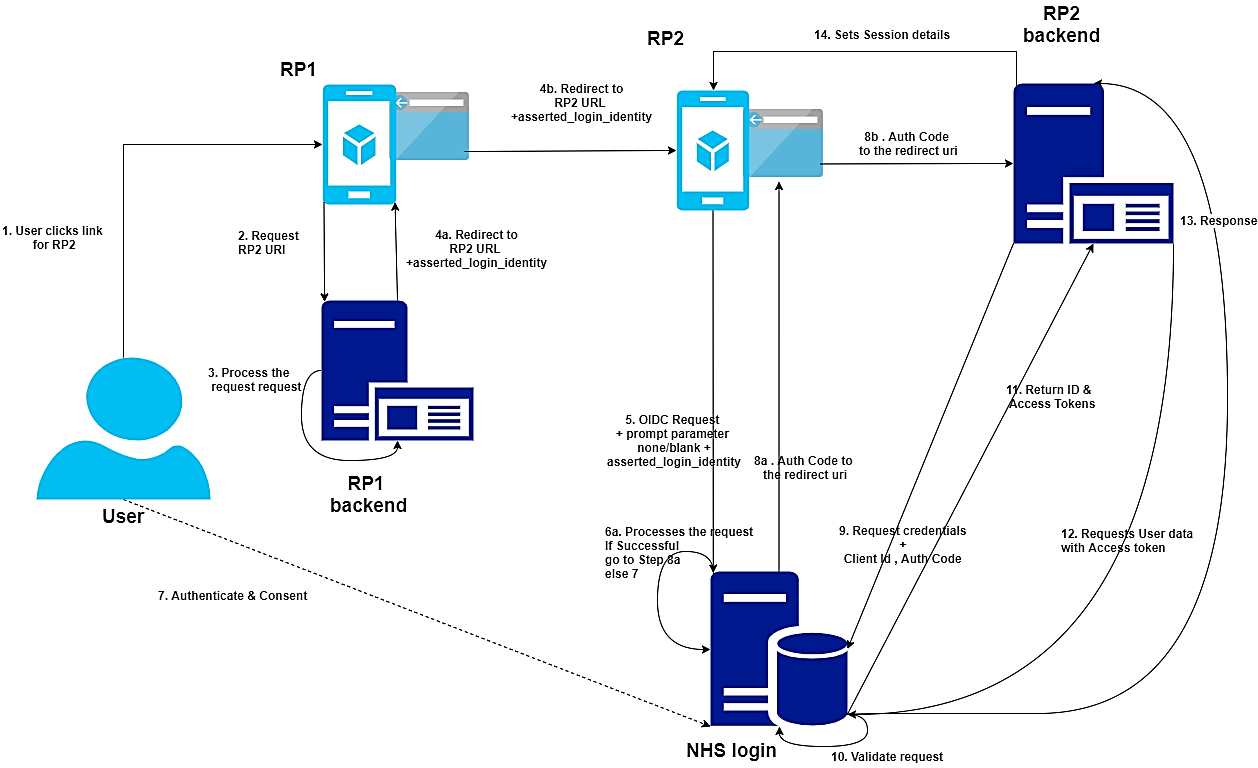 RP2
backend
14. Sets Session details
RP2
RP1
4b. Redirect to
RP2 URL
+asserted_login_identity
8b . Auth Code
to the redirect uri
1. User clicks link
for RP2
2. Request
RP2 URI
4a. Redirect to
RP2 URL
+asserted_login_identity
13. Response
3. Process the
request request
11. Return ID &
Access Tokens
5. OIDC Request
+ prompt parameter
none/blank +
asserted_login_identity
8a . Auth Code to
the redirect uri
RP1
backend
User
6a. Processes the request
If Successful
go to Step 8a
else 7
9. Request credentials
+
Client Id , Auth Code
12. Requests User data
with Access token
7. Authenticate & Consent
NHS login
10. Validate request